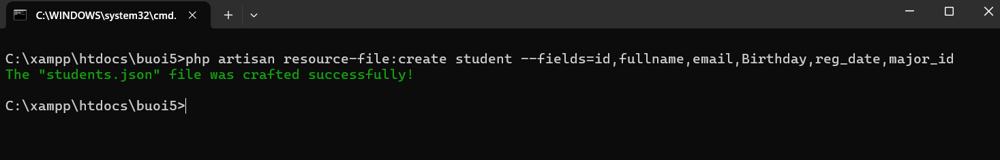 C:\WINDOWS\system32\cmd.
C:\xampp\htdocs\buoi5>php artisan resource-file:create student --fields=id,fullname,email,Birthday,reg_date,major_id
The "students.json" file was crafted successfully!
C:\xampp\htdocs\buoi5>